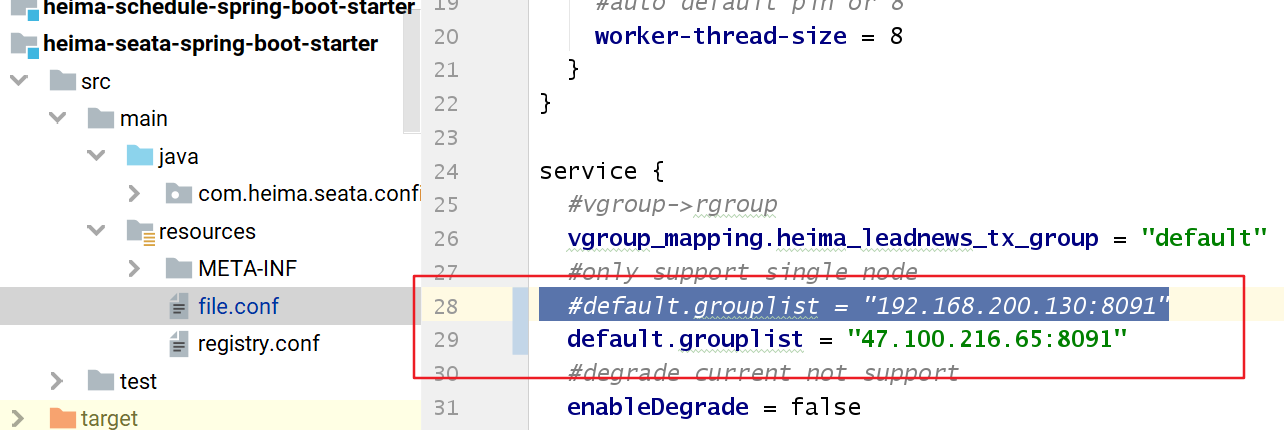 heima-schedule-spring-boot-starter
heima-seata-spring-boot-starter
src
main
java
com.heima.seata.confi
resources
META-INF
file.conf
registry.conf
test
target
19 #auto default pin or 8
20 worker-thread-size = 8
21 }
22 }
23
24 service {
25 #vgroup->rgroup
26 vgroup_mapping.heima_leadnews_tx_group = "default"
27 #only support single node
28 #default.grouplist = "192.168.200.130:8091"
29 default.grouplist = "47.100.216.65:8091"
30 #degrade current not support
31 enableDegrade = false